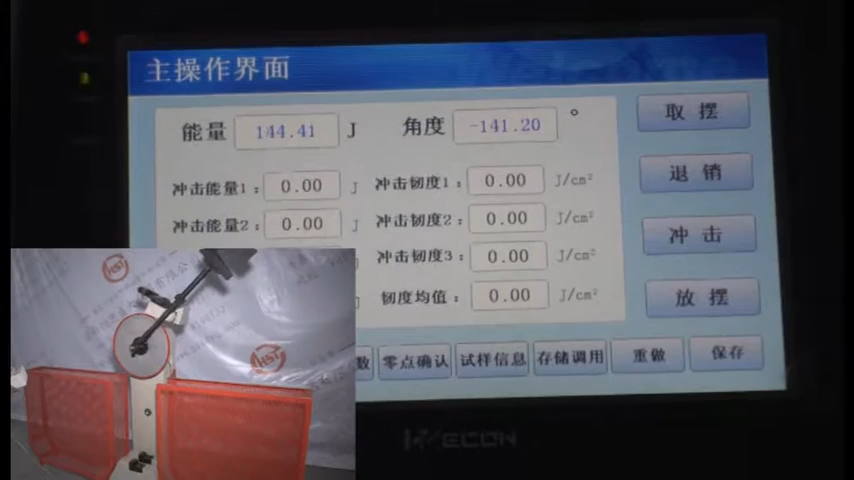 主操作界面
能量 144.41 J 角度 -141.20 °
取摆
冲击能量1： 0.00 J 冲击韧度1： 0.00 J/cm²
退销
冲击能量2： 0.00 J 冲击韧度2： 0.00 J/cm²
冲击
冲击韧度3： 0.00 J/cm²
韧度均值： 0.00 J/cm²
放摆
数 零点确认 试样信息 存储调用 重做 保存
WECON
HST
HST